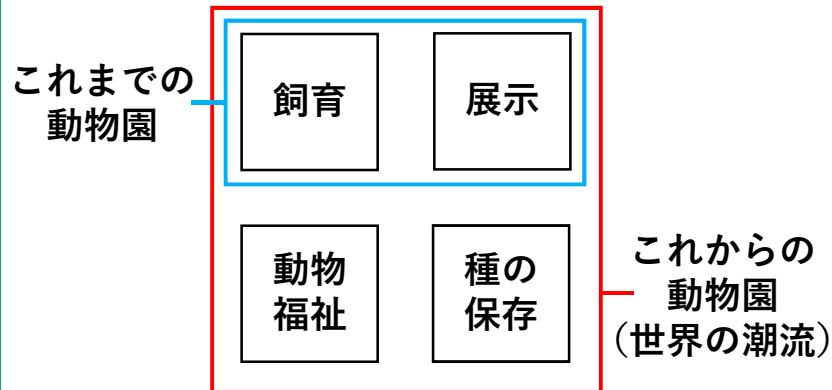 これまでの
動物園
飼育
展示
動物
福祉
種の
保存
これからの
動物園
（世界の潮流）